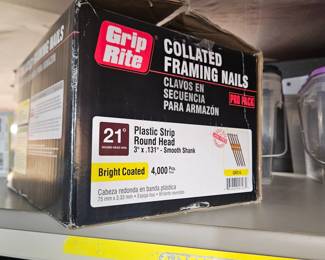 Grip
Rite
COLLATED
FRAMING NAILS
CLAVOS EN
SECUENCIA
PARA ARMAZÓN
PRO PACK
21°
Plastic Strip
Round Head
3" x .131" - Smooth Shank
Bright Coated
4,000 Pcs.
Cabeza redonda en banda plástica